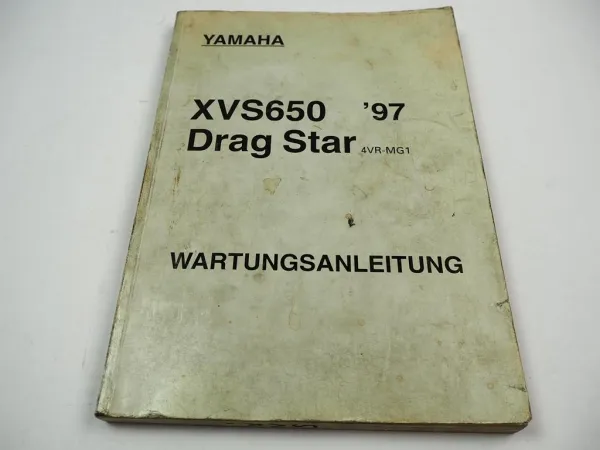 YAMAHA
XVS650 '97
Drag Star 4VR-MG1
WARTUNGSANLEITUNG